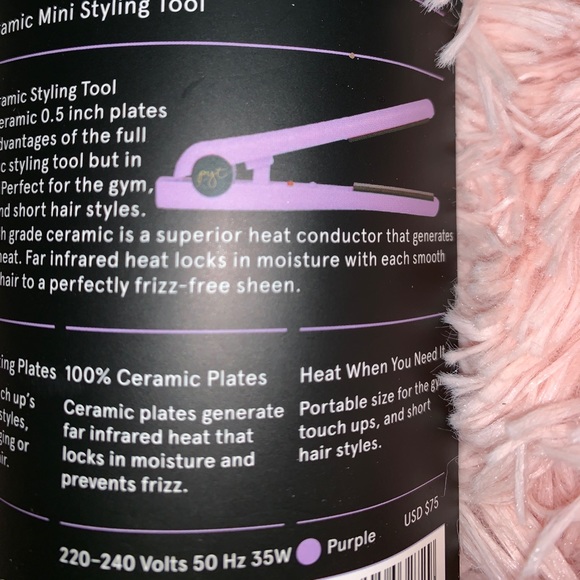 amic Mini Styling Tool
ramic Styling Tool
eramic 0.5 inch plates
dvantages of the full
c styling tool but in
Perfect for the gym,
nd short hair styles.
pyt
h grade ceramic is a superior heat conductor that generates
heat. Far infrared heat locks in moisture with each smooth
hair to a perfectly frizz-free sheen.
ing Plates
ch up's
styles,
ging or
ir.
100% Ceramic Plates
Ceramic plates generate
far infrared heat that
locks in moisture and
prevents frizz.
Heat When You Need It
Portable size for the gy
touch ups, and short
hair styles.
USD $75
220-240 Volts 50 Hz 35W Purple